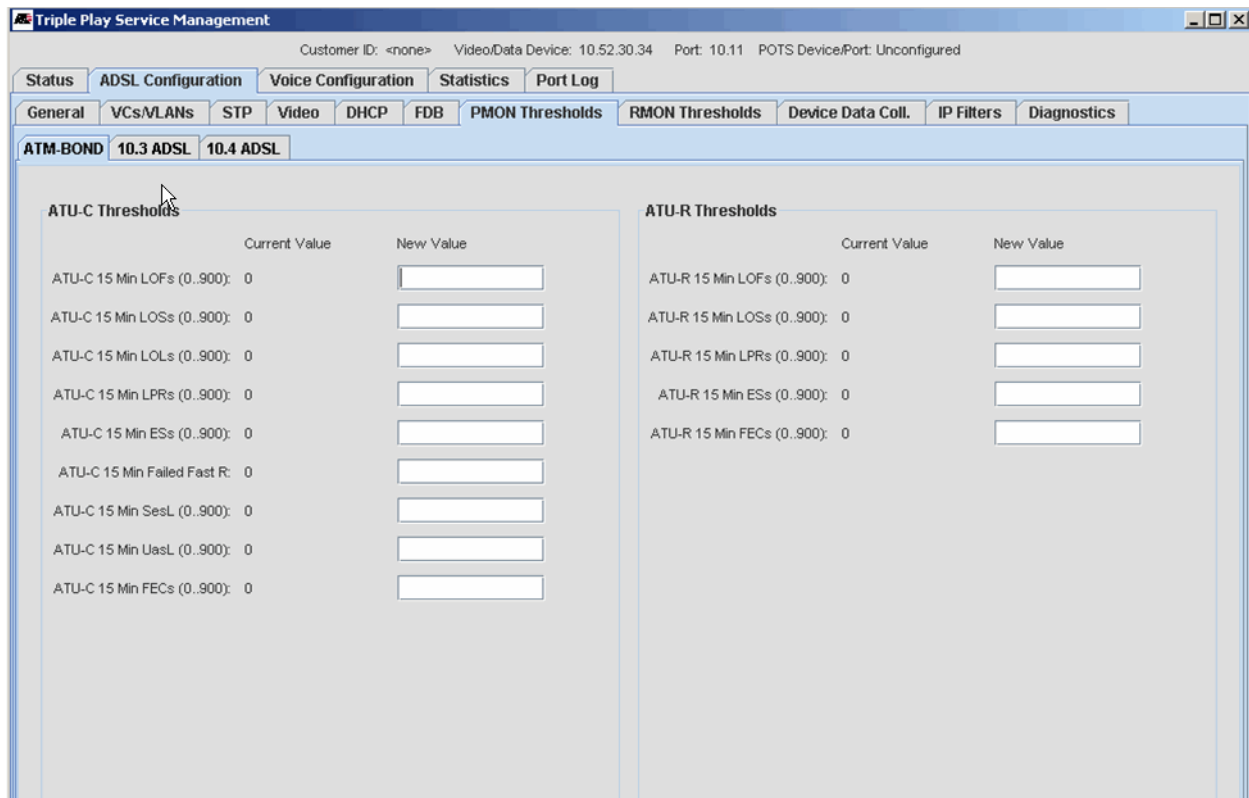 Triple Play Service Management
Customer ID: <none> Video/Data Device: 10.52.30.34 Port: 10.11 POTS Device/Port: Unconfigured
Status ADSL Configuration Voice Configuration Statistics Port Log
General VCs/VLANs STP Video DHCP FDB PMON Thresholds RMON Thresholds Device Data Coll. IP Filters Diagnostics
ATM-BOND 10.3 ADSL 10.4 ADSL
ATU-C Thresholds
Current Value New Value
ATU-C 15 Min LOFs (0..900): 0
ATU-C 15 Min LOSs (0..900): 0
ATU-C 15 Min LOLs (0..900): 0
ATU-C 15 Min LPRs (0..900): 0
ATU-C 15 Min ESs (0..900): 0
ATU-C 15 Min Failed Fast R: 0
ATU-C 15 Min SesL (0..900): 0
ATU-C 15 Min UasL (0..900): 0
ATU-C 15 Min FECs (0..900): 0
ATU-R Thresholds
Current Value New Value
ATU-R 15 Min LOFs (0..900): 0
ATU-R 15 Min LOSs (0..900): 0
ATU-R 15 Min LPRs (0..900): 0
ATU-R 15 Min ESs (0..900): 0
ATU-R 15 Min FECs (0..900): 0